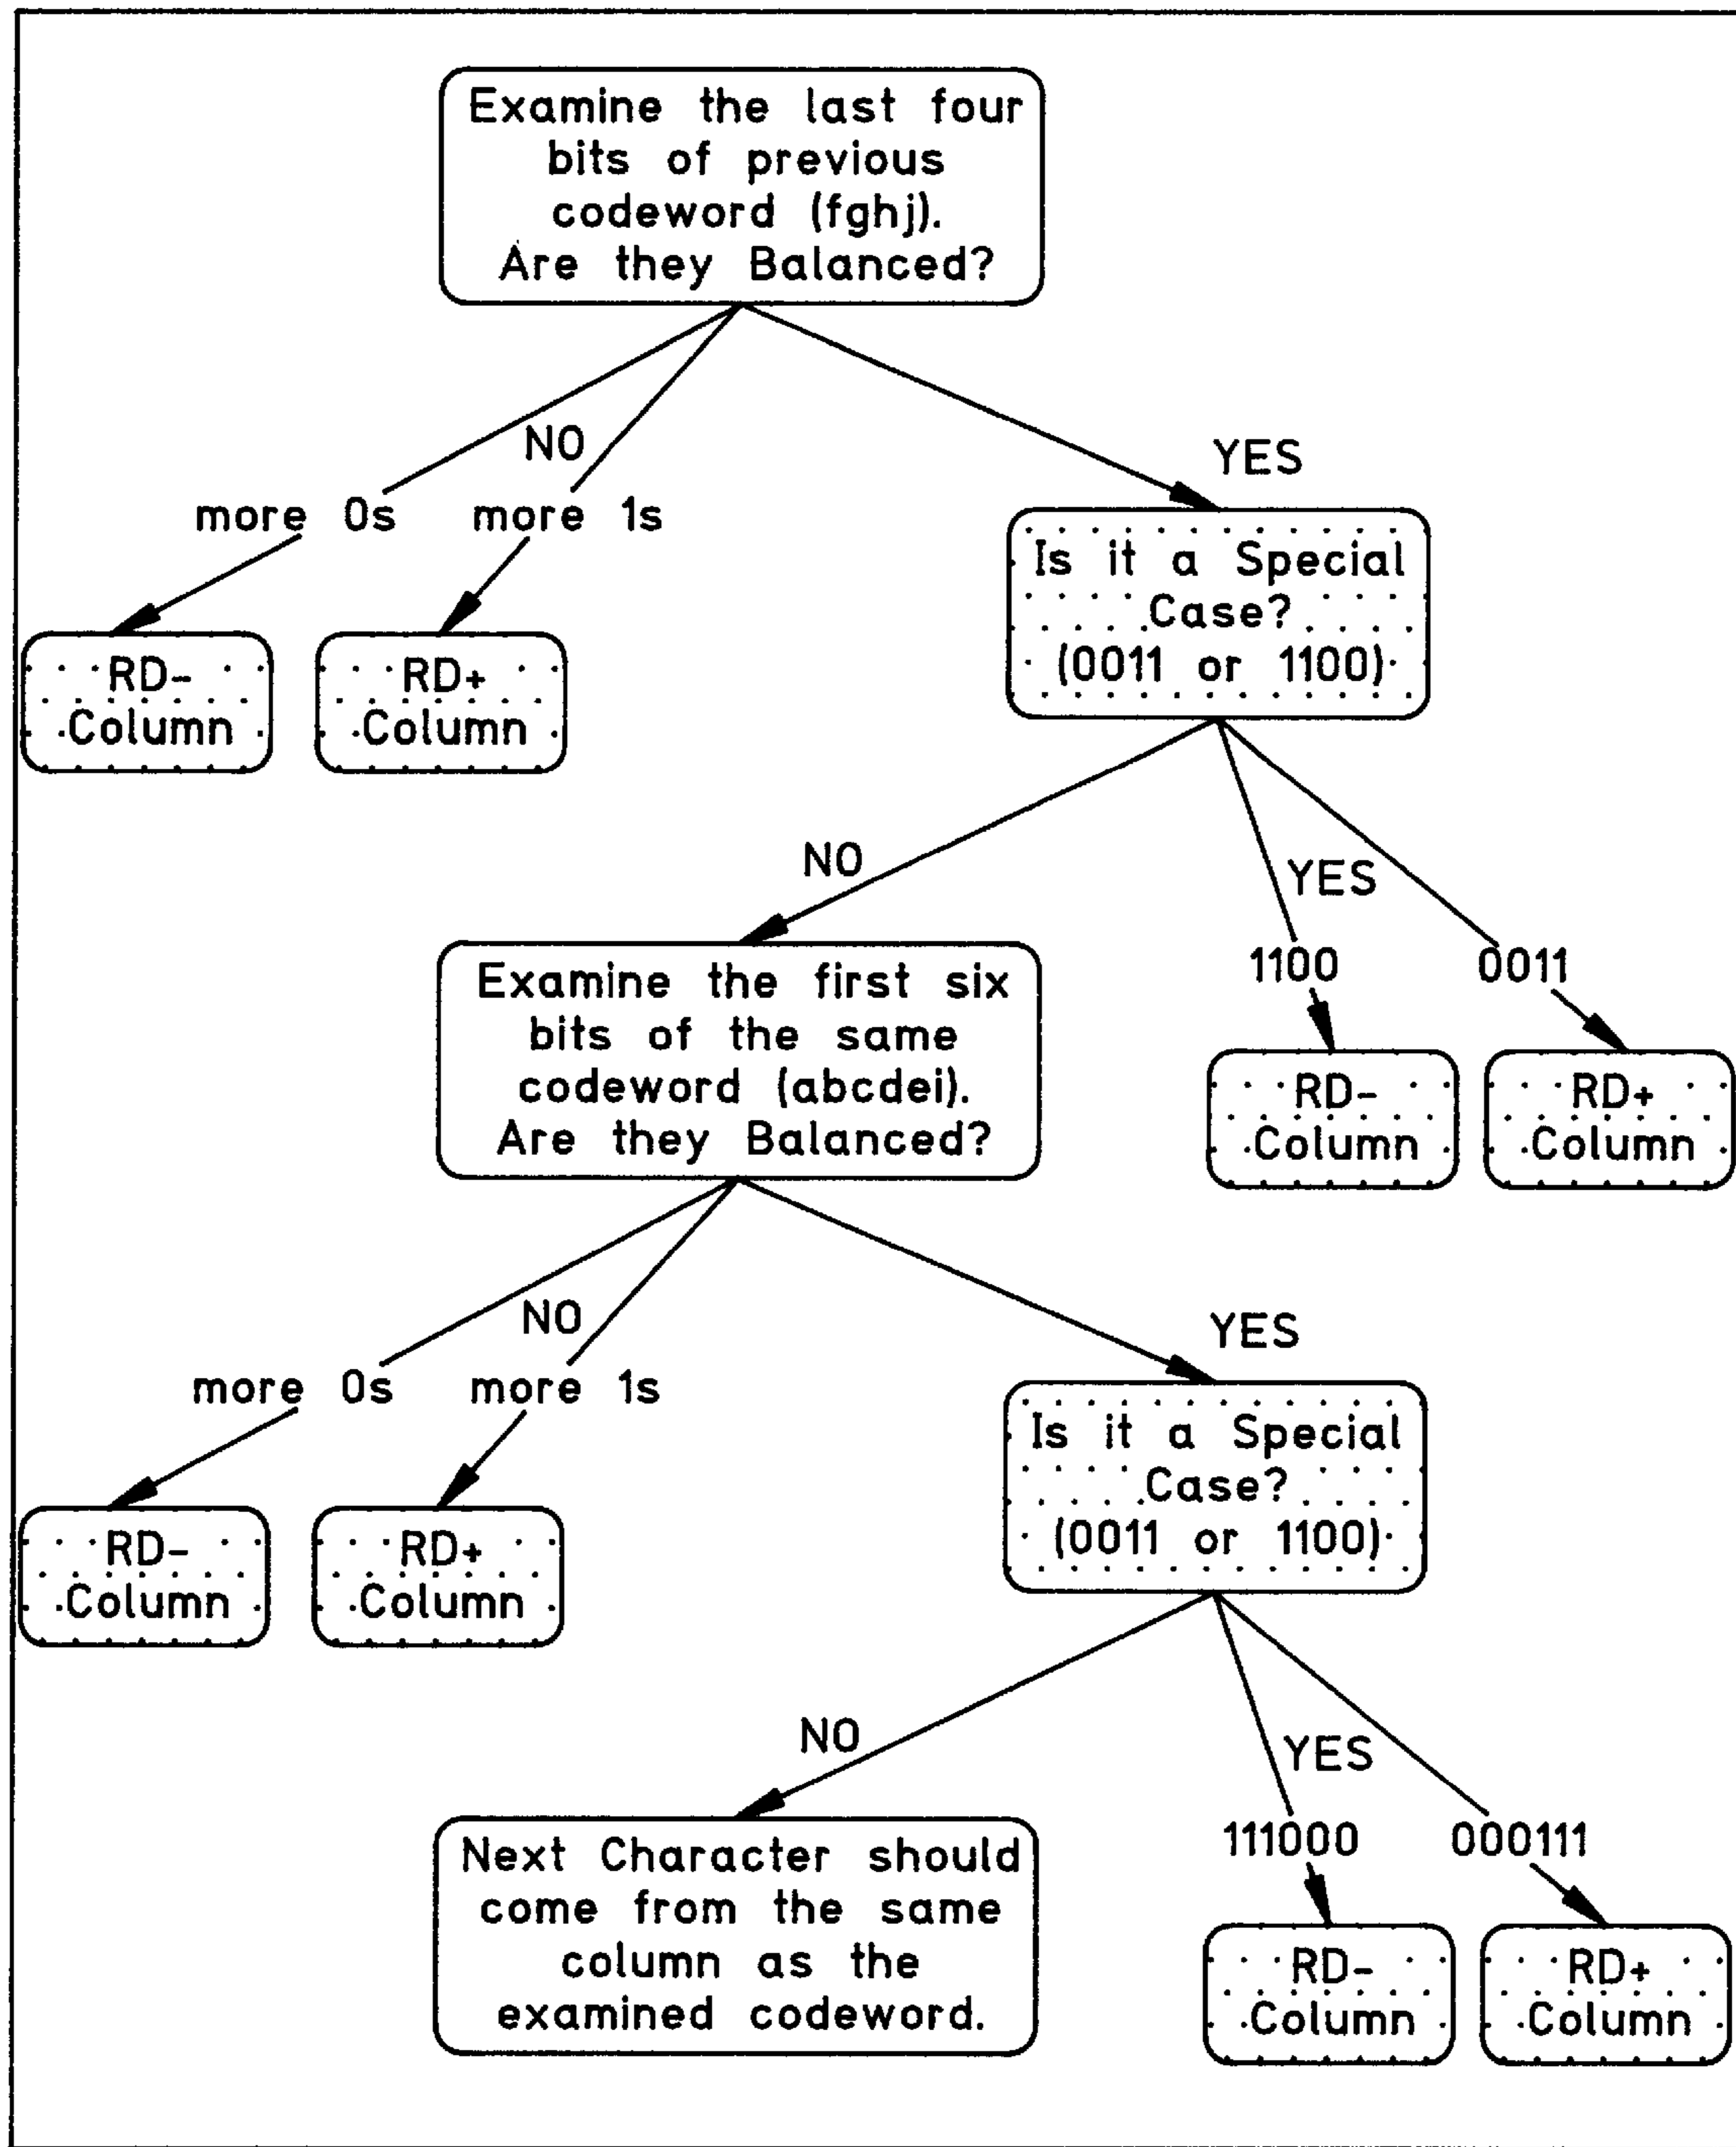 Examine the last four
bits of previous
codeword (fghj).
Are they Balanced?
NO
YES
more 0s
more 1s
Is it a Special
Case?
(0011 or 1100)
RD-
Column
RD+
Column
NO
YES
1100
0011
Examine the first six
bits of the same
codeword (abcdei).
Are they Balanced?
RD-
Column
RD+
Column
NO
YES
more 0s
more 1s
Is it a Special
Case?
(0011 or 1100)
RD-
Column
RD+
Column
NO
YES
111000
000111
Next Character should
come from the same
column as the
examined codeword.
RD-
Column
RD+
Column